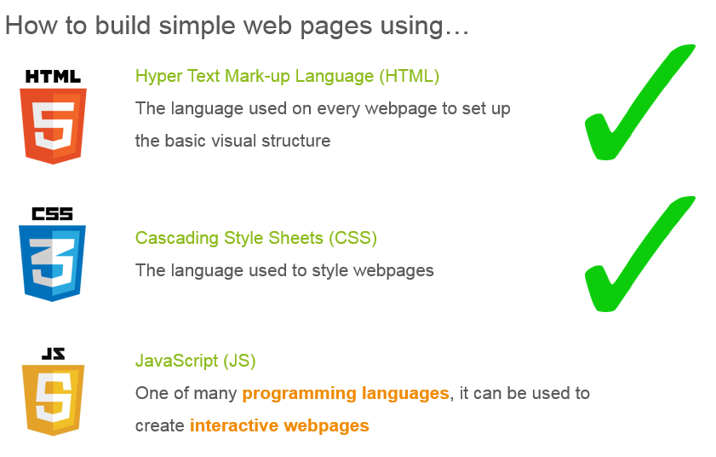 How to build simple web pages using…
HTML
5
Hyper Text Mark-up Language (HTML)
The language used on every webpage to set up
the basic visual structure
CSS
3
Cascading Style Sheets (CSS)
The language used to style webpages
JS
5
JavaScript (JS)
One of many programming languages, it can be used to
create interactive webpages